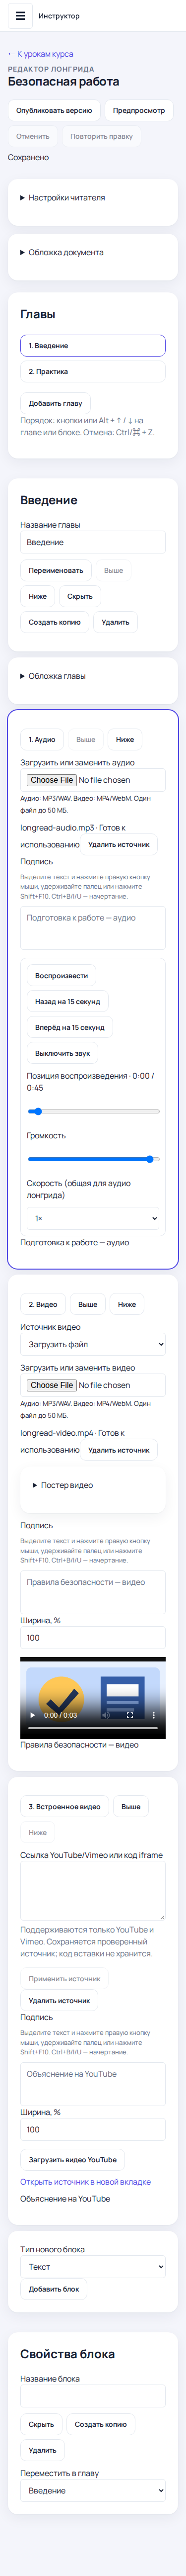 ☰ Инструктор
← К урокам курса
РЕДАКТОР ЛОНГРИДА
Безопасная работа
Опубликовать версию Предпросмотр
Отменить Повторить правку
Сохранено
▶ Настройки читателя
▶ Обложка документа
Главы
1. Введение
2. Практика
Добавить главу
Порядок: кнопки или Alt + ↑ / ↓ на
главе или блоке. Отмена: Ctrl/⌘ + Z.
Введение
Название главы
Введение
Переименовать Выше
Ниже Скрыть
Создать копию Удалить
▶ Обложка главы
1. Аудио Выше Ниже
Загрузить или заменить аудио
Choose File No file chosen
Аудио: MP3/WAV. Видео: MP4/WebM. Один
файл до 50 МБ.
longread-audio.mp3 · Готов к
использованию Удалить источник
Подпись
Выделите текст и нажмите правую кнопку
мыши, удерживайте палец или нажмите
Shift+F10. Ctrl+B/I/U — начертание.
Подготовка к работе — аудио
Воспроизвести
Назад на 15 секунд
Вперёд на 15 секунд
Выключить звук
Позиция воспроизведения · 0:00 /
0:45
Громкость
Скорость (общая для аудио
лонгрида)
1×
Подготовка к работе — аудио
2. Видео Выше Ниже
Источник видео
Загрузить файл
Загрузить или заменить видео
Choose File No file chosen
Аудио: MP3/WAV. Видео: MP4/WebM. Один
файл до 50 МБ.
longread-video.mp4 · Готов к
использованию Удалить источник
▶ Постер видео
Подпись
Выделите текст и нажмите правую кнопку
мыши, удерживайте палец или нажмите
Shift+F10. Ctrl+B/I/U — начертание.
Правила безопасности — видео
Ширина, %
100
0:00 / 0:03
Правила безопасности — видео
3. Встроенное видео Выше
Ниже
Ссылка YouTube/Vimeo или код iframe
Поддерживаются только YouTube и
Vimeo. Сохраняется проверенный
источник; код вставки не хранится.
Применить источник
Удалить источник
Подпись
Выделите текст и нажмите правую кнопку
мыши, удерживайте палец или нажмите
Shift+F10. Ctrl+B/I/U — начертание.
Объяснение на YouTube
Ширина, %
100
Загрузить видео YouTube
Открыть источник в новой вкладке
Объяснение на YouTube
Тип нового блока
Текст
Добавить блок
Свойства блока
Название блока
Скрыть Создать копию
Удалить
Переместить в главу
Введение